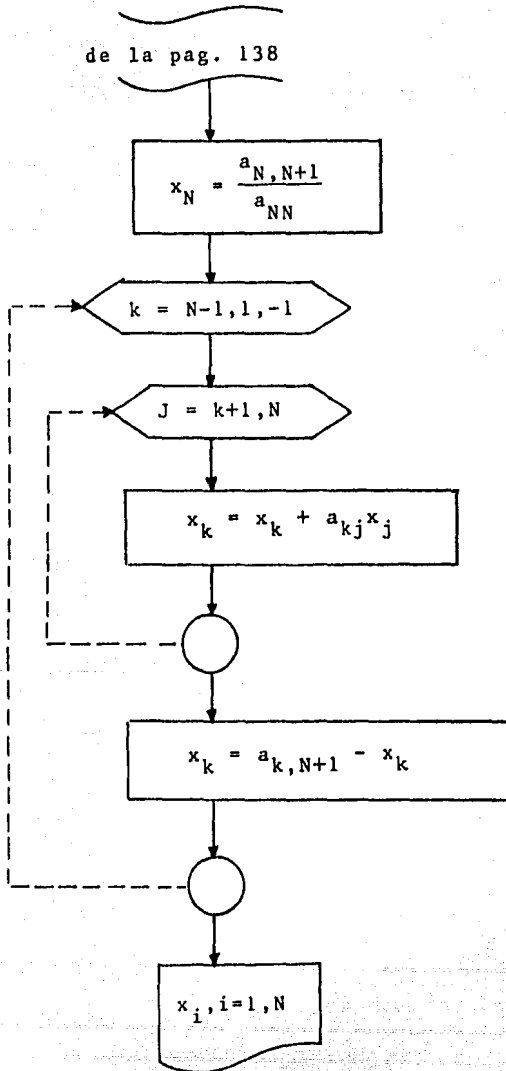 de la pag. 138
x_N = a_N,N+1 / a_NN
k = N-1,1,-1
J = k+1,N
x_k = x_k + a_kj x_j
x_k = a_k,N+1 - x_k
x_i, i=1,N